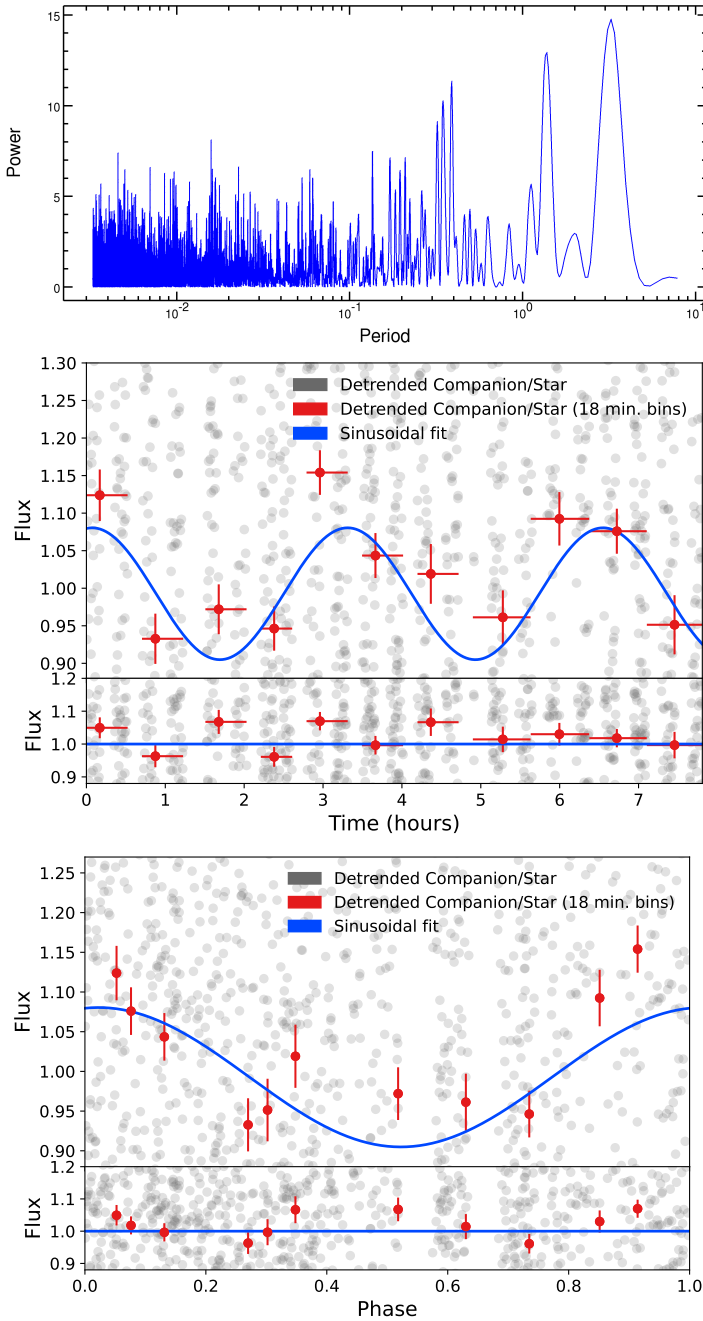 15
10
5
0
Power
10-2
10-1
100
101
Period
1.30
1.25
1.20
1.15
1.10
1.05
1.00
0.95
0.90
Flux
Detrended Companion/Star
Detrended Companion/Star (18 min. bins)
Sinusoidal fit
1.2
1.1
1.0
0.9
Flux
0 1 2 3 4 5 6 7
Time (hours)
1.25
1.20
1.15
1.10
1.05
1.00
0.95
0.90
Flux
Detrended Companion/Star
Detrended Companion/Star (18 min. bins)
Sinusoidal fit
1.2
1.1
1.0
0.9
Flux
0.0 0.2 0.4 0.6 0.8 1.0
Phase